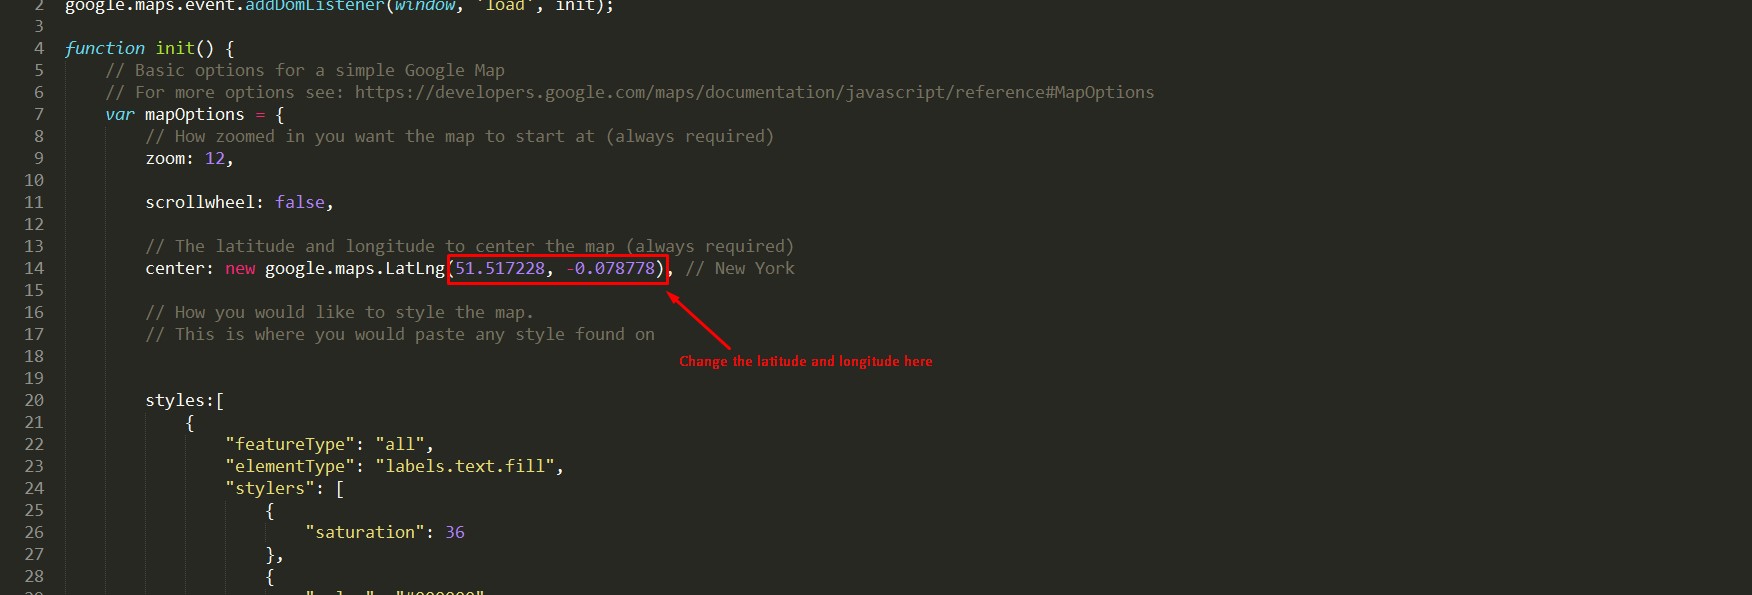 2 google.maps.event.addDomListener(window, 'load', init);
3
4 function init() {
5 // Basic options for a simple Google Map
6 // For more options see: https://developers.google.com/maps/documentation/javascript/reference#MapOptions
7 var mapOptions = {
8 // How zoomed in you want the map to start at (always required)
9 zoom: 12,
10
11 scrollwheel: false,
12
13 // The latitude and longitude to center the map (always required)
14 center: new google.maps.LatLng(51.517228, -0.078778), // New York
15
16 // How you would like to style the map.
17 // This is where you would paste any style found on
18
Change the latitude and longitude here
19
20 styles:[
21 {
22 "featureType": "all",
23 "elementType": "labels.text.fill",
24 "stylers": [
25 {
26 "saturation": 36
27 },
28 {